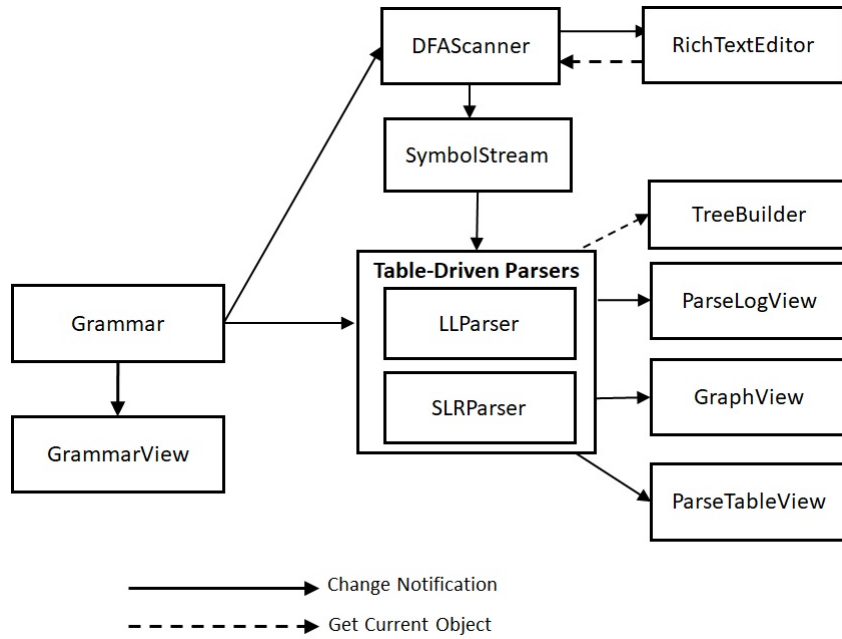 DFAScanner
RichTextEditor
SymbolStream
TreeBuilder
Table-Driven Parsers
ParseLogView
Grammar
LLParser
SLRParser
GraphView
GrammarView
ParseTableView
Change Notification
Get Current Object